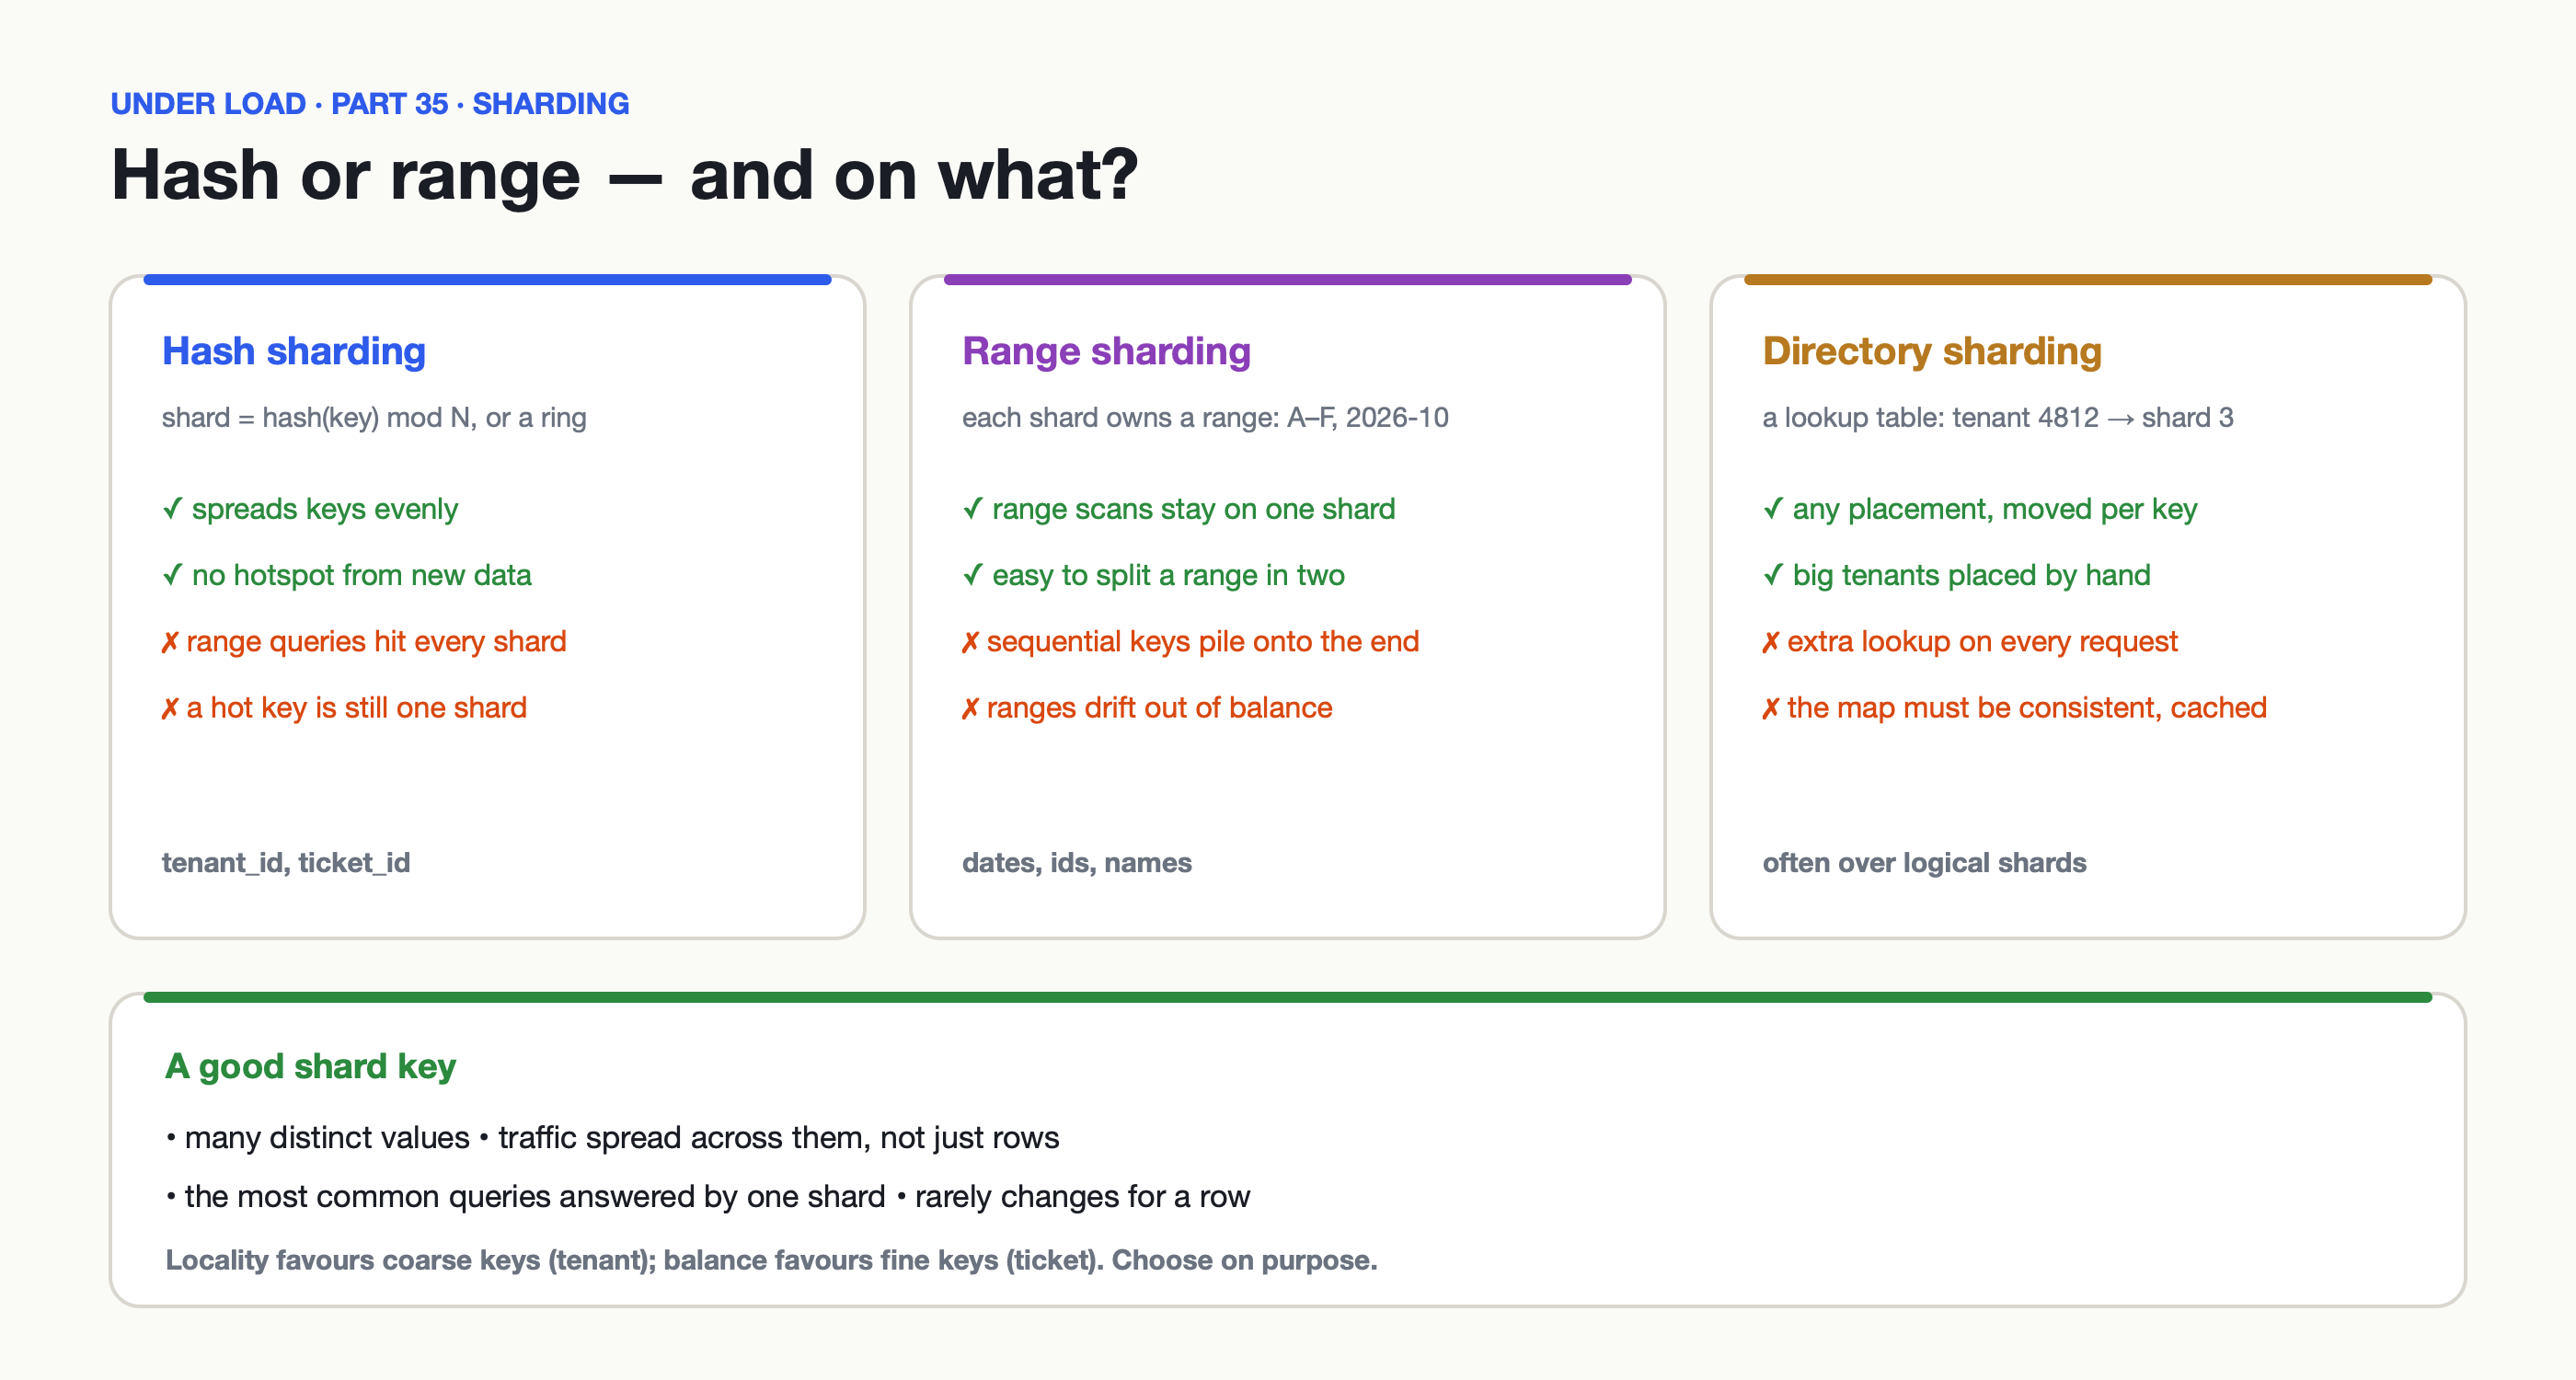 UNDER LOAD · PART 35 · SHARDING
Hash or range — and on what?
Hash sharding
shard = hash(key) mod N, or a ring
✓ spreads keys evenly
✓ no hotspot from new data
✗ range queries hit every shard
✗ a hot key is still one shard
tenant_id, ticket_id
Range sharding
each shard owns a range: A–F, 2026-10
✓ range scans stay on one shard
✓ easy to split a range in two
✗ sequential keys pile onto the end
✗ ranges drift out of balance
dates, ids, names
Directory sharding
a lookup table: tenant 4812 → shard 3
✓ any placement, moved per key
✓ big tenants placed by hand
✗ extra lookup on every request
✗ the map must be consistent, cached
often over logical shards
A good shard key
• many distinct values • traffic spread across them, not just rows
• the most common queries answered by one shard • rarely changes for a row
Locality favours coarse keys (tenant); balance favours fine keys (ticket). Choose on purpose.